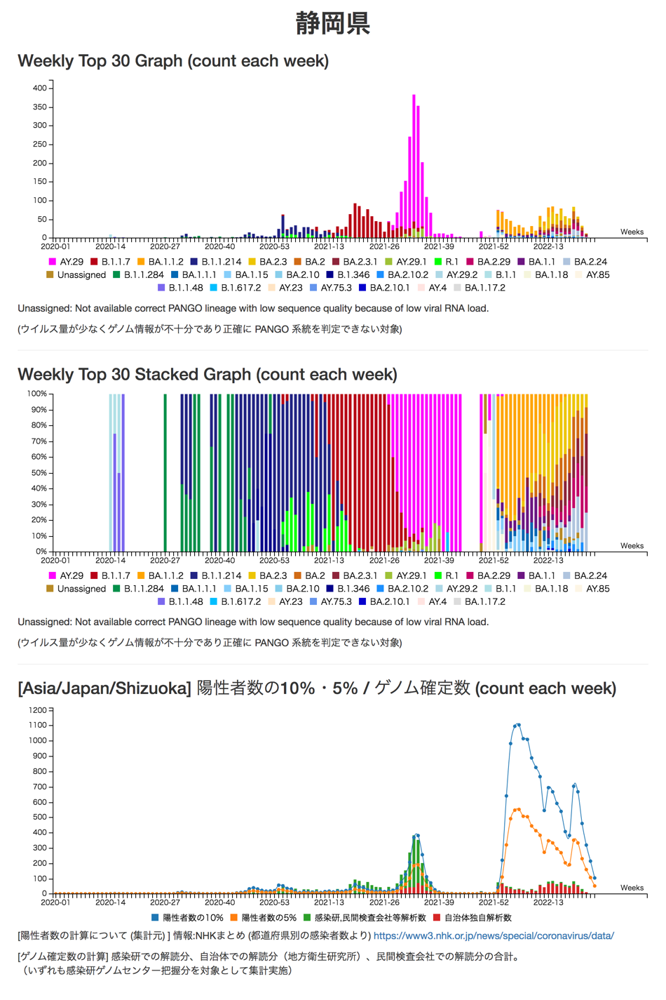 静岡県
Weekly Top 30 Graph (count each week)
400
350
300
250
200
150
100
50
0
Weeks
2020-01 2020-14 2020-27 2020-40 2020-53 2021-13 2021-26 2021-39 2021-52 2022-13
AY.29 B.1.1.7 BA.1.1.2 B.1.1.214 BA.2.3 BA.2 BA.2.3.1 AY.29.1 R.1 BA.2.29 BA.1.1 BA.2.24
Unassigned B.1.1.284 BA.1.1.1 BA.1.15 BA.2.10 B.1.346 BA.2.10.2 AY.29.2 B.1.1 BA.1.18 AY.85
B.1.1.48 B.1.617.2 AY.23 AY.75.3 BA.2.10.1 AY.4 BA.1.17.2
Unassigned: Not available correct PANGO lineage with low sequence quality because of low viral RNA load.
(ウイルス量が少なくゲノム情報が不十分であり正確に PANGO 系統を判定できない対象)
Weekly Top 30 Stacked Graph (count each week)
100%
90%
80%
70%
60%
50%
40%
30%
20%
10%
0%
Weeks
2020-01 2020-14 2020-27 2020-40 2020-53 2021-13 2021-26 2021-39 2021-52 2022-13
AY.29 B.1.1.7 BA.1.1.2 B.1.1.214 BA.2.3 BA.2 BA.2.3.1 AY.29.1 R.1 BA.2.29 BA.1.1 BA.2.24
Unassigned B.1.1.284 BA.1.1.1 BA.1.15 BA.2.10 B.1.346 BA.2.10.2 AY.29.2 B.1.1 BA.1.18 AY.85
B.1.1.48 B.1.617.2 AY.23 AY.75.3 BA.2.10.1 AY.4 BA.1.17.2
Unassigned: Not available correct PANGO lineage with low sequence quality because of low viral RNA load.
(ウイルス量が少なくゲノム情報が不十分であり正確に PANGO 系統を判定できない対象)
[Asia/Japan/Shizuoka] 陽性者数の10%・5% / ゲノム確定数 (count each week)
1200
1100
1000
900
800
700
600
500
400
300
200
100
0
Weeks
2020-01 2020-14 2020-27 2020-40 2020-53 2021-13 2021-26 2021-39 2021-52 2022-13
陽性者数の10% 陽性者数の5% 感染研,民間検査会社等解析数 自治体独自解析数
[陽性者数の計算について (集計元) ] 情報:NHKまとめ (都道府県別の感染者数より) https://www3.nhk.or.jp/news/special/coronavirus/data/
[ゲノム確定数の計算] 感染研での解読分、自治体での解読分（地方衛生研究所）、民間検査会社での解読分の合計。
（いずれも感染研ゲノムセンター把握分を対象として集計実施）